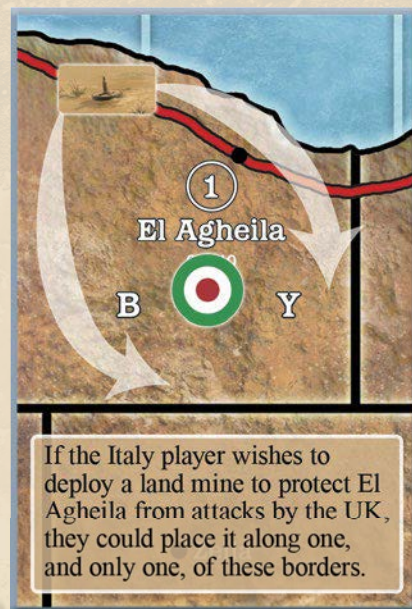 1
El Agheila
B Y
If the Italy player wishes to
deploy a land mine to protect El
Agheila from attacks by the UK,
they could place it along one,
and only one, of these borders.